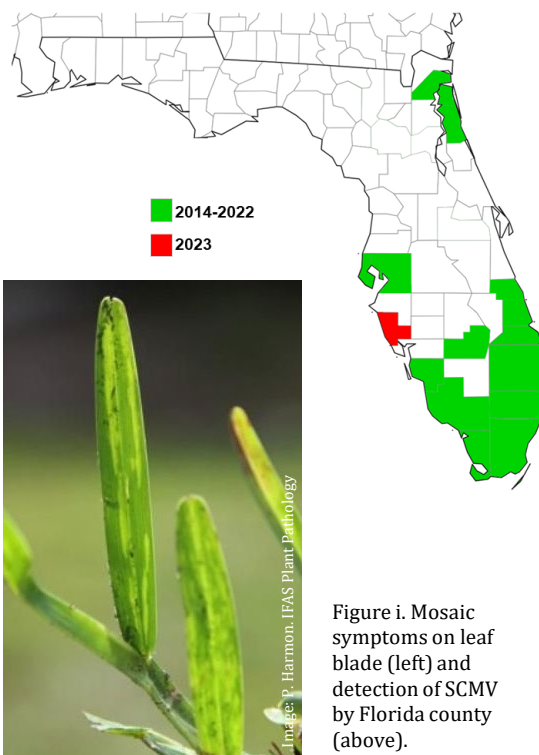 2014-2022
2023
Image: P. Harmon. IFAS Plant Pathology
Figure i. Mosaic
symptoms on leaf
blade (left) and
detection of SCMV
by Florida county
(above).